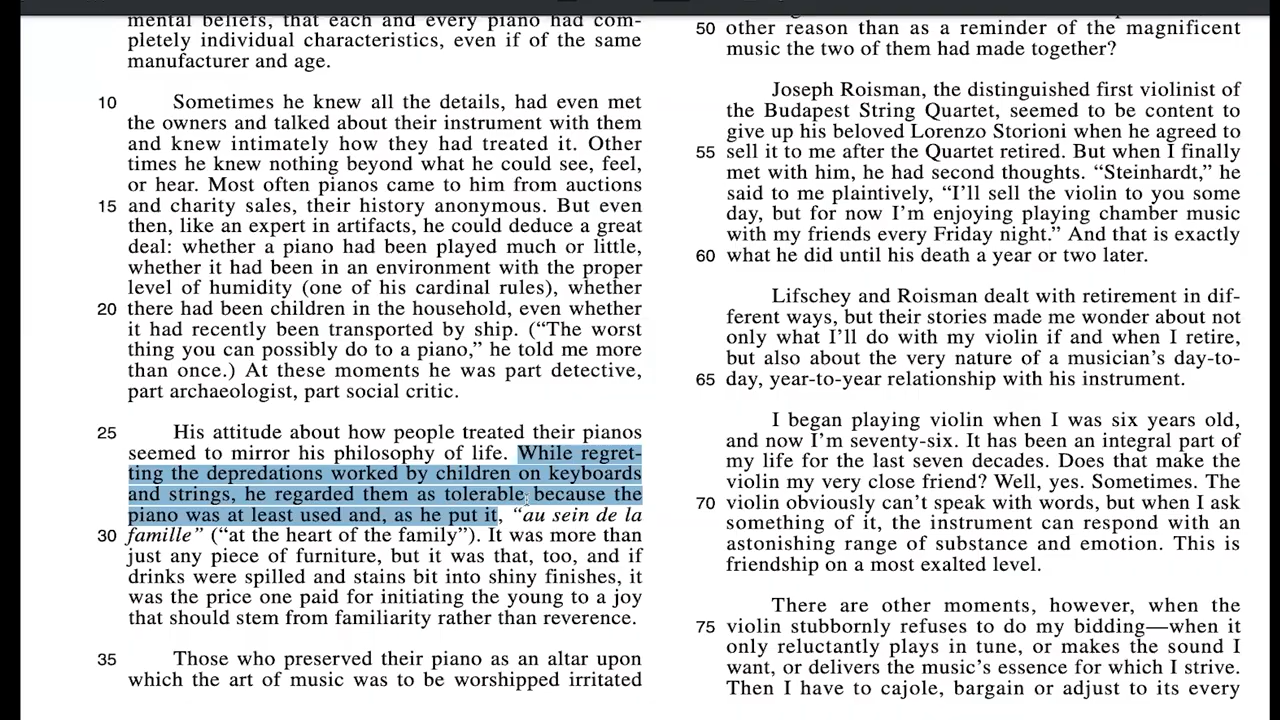 mental beliefs, that each and every piano had com-
pletely individual characteristics, even if of the same
manufacturer and age.
10 Sometimes he knew all the details, had even met
the owners and talked about their instrument with them
and knew intimately how they had treated it. Other
times he knew nothing beyond what he could see, feel,
or hear. Most often pianos came to him from auctions
15 and charity sales, their history anonymous. But even
then, like an expert in artifacts, he could deduce a great
deal: whether a piano had been played much or little,
whether it had been in an environment with the proper
level of humidity (one of his cardinal rules), whether
20 there had been children in the household, even whether
it had recently been transported by ship. (“The worst
thing you can possibly do to a piano,” he told me more
than once.) At these moments he was part detective,
part archaeologist, part social critic.
25 His attitude about how people treated their pianos
seemed to mirror his philosophy of life. While regret-
ting the depredations worked by children on keyboards
and strings, he regarded them as tolerable because the
piano was at least used and, as he put it, “au sein de la
30 famille” (“at the heart of the family”). It was more than
just any piece of furniture, but it was that, too, and if
drinks were spilled and stains bit into shiny finishes, it
was the price one paid for initiating the young to a joy
that should stem from familiarity rather than reverence.
35 Those who preserved their piano as an altar upon
which the art of music was to be worshipped irritated
50 other reason than as a reminder of the magnificent
music the two of them had made together?
Joseph Roisman, the distinguished first violinist of
the Budapest String Quartet, seemed to be content to
give up his beloved Lorenzo Storioni when he agreed to
55 sell it to me after the Quartet retired. But when I finally
met with him, he had second thoughts. “Steinhardt,” he
said to me plaintively, “I’ll sell the violin to you some
day, but for now I’m enjoying playing chamber music
with my friends every Friday night.” And that is exactly
60 what he did until his death a year or two later.
Lifschey and Roisman dealt with retirement in dif-
ferent ways, but their stories made me wonder about not
only what I’ll do with my violin if and when I retire,
but also about the very nature of a musician’s day-to-
65 day, year-to-year relationship with his instrument.
I began playing violin when I was six years old,
and now I’m seventy-six. It has been an integral part of
my life for the last seven decades. Does that make the
violin my very close friend? Well, yes. Sometimes. The
70 violin obviously can’t speak with words, but when I ask
something of it, the instrument can respond with an
astonishing range of substance and emotion. This is
friendship on a most exalted level.
There are other moments, however, when the
75 violin stubbornly refuses to do my bidding—when it
only reluctantly plays in tune, or makes the sound I
want, or delivers the music’s essence for which I strive.
Then I have to cajole, bargain or adjust to its every